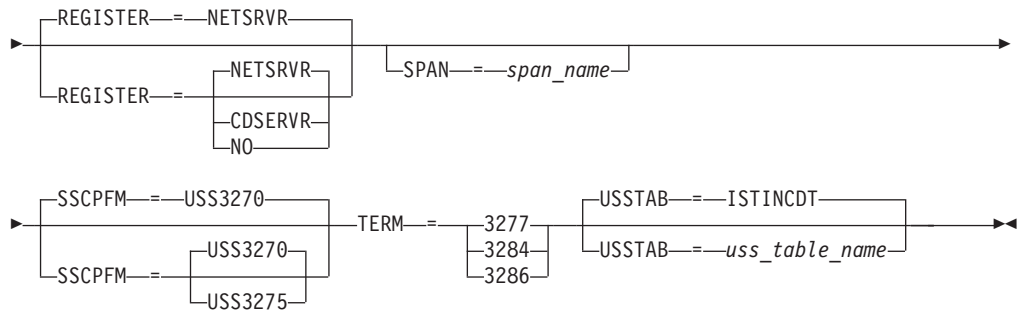 REGISTER = NETSRVR
REGISTER = NETSRVR
CDSERVR
NO
SPAN = span_name
SSCPFM = USS3270
SSCPFM = USS3270
USS3275
TERM = 3277
3284
3286
USSTAB = ISTINCDT
USSTAB = uss_table_name